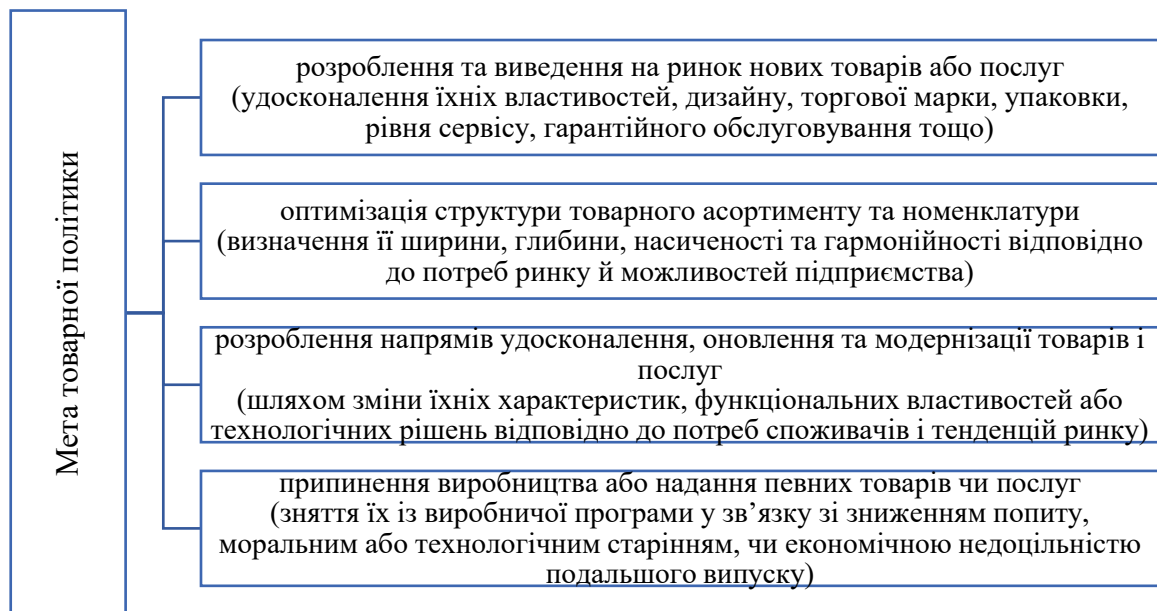 Мета товарної політики
розроблення та виведення на ринок нових товарів або послуг
(удосконалення їхніх властивостей, дизайну, торгової марки, упаковки,
рівня сервісу, гарантійного обслуговування тощо)
оптимізація структури товарного асортименту та номенклатури
(визначення її ширини, глибини, насиченості та гармонійності відповідно
до потреб ринку й можливостей підприємства)
розроблення напрямів удосконалення, оновлення та модернізації товарів і
послуг
(шляхом зміни їхніх характеристик, функціональних властивостей або
технологічних рішень відповідно до потреб споживачів і тенденцій ринку)
припинення виробництва або надання певних товарів чи послуг
(зняття їх із виробничої програми у зв’язку зі зниженням попиту,
моральним або технологічним старінням, чи економічною недоцільністю
подальшого випуску)